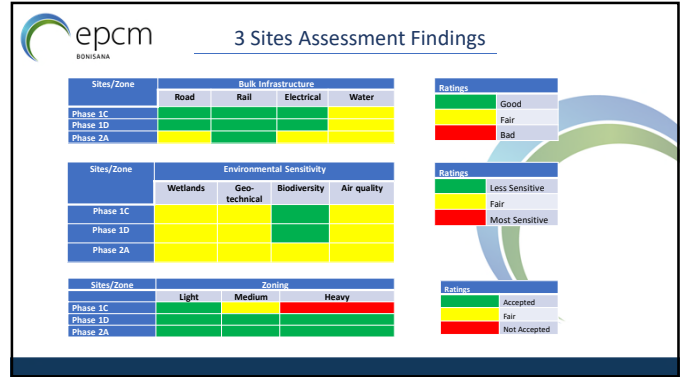 epcm
BONISANA
3 Sites Assessment Findings
Sites/Zone Bulk Infrastructure
Road Rail Electrical Water
Phase 1C
Phase 1D
Phase 2A
Ratings
Good
Fair
Bad
Sites/Zone Environmental Sensitivity
Wetlands Geo- Biodiversity Air quality
technical
Phase 1C
Phase 1D
Phase 2A
Ratings
Less Sensitive
Fair
Most Sensitive
Sites/Zone Zoning
Light Medium Heavy
Phase 1C
Phase 1D
Phase 2A
Ratings
Accepted
Fair
Not Accepted